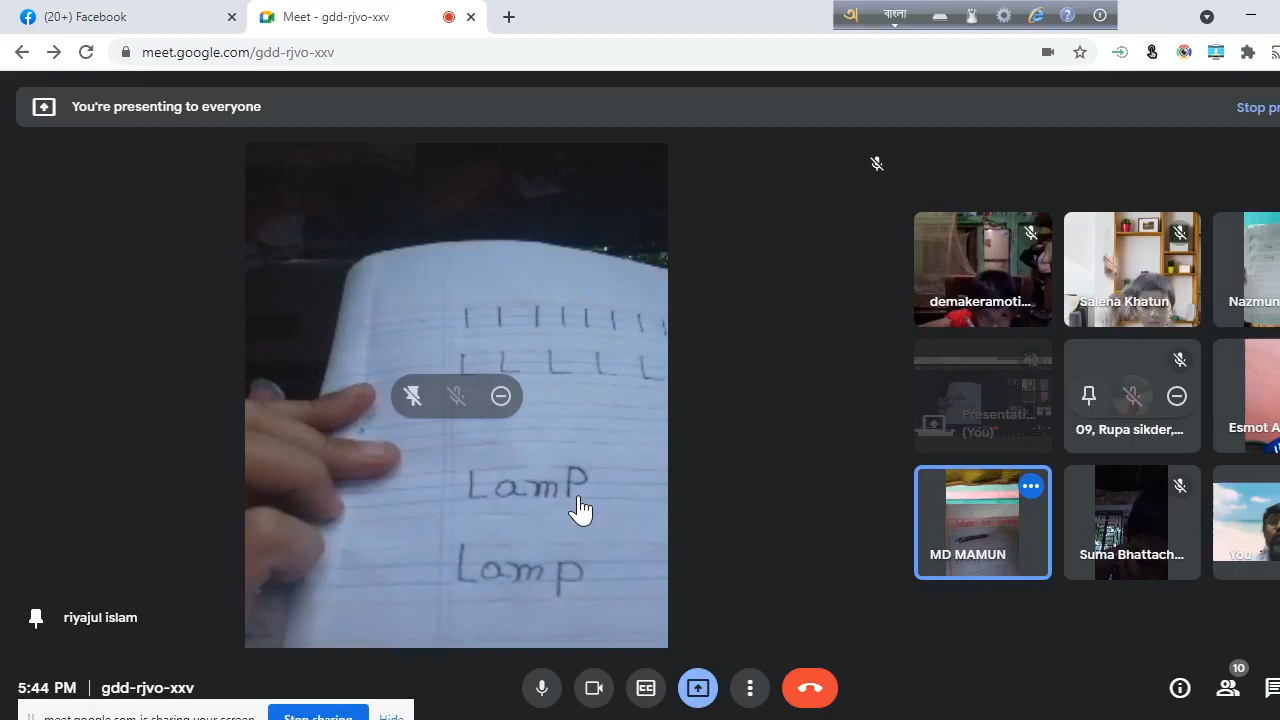 (20+) Facebook
Meet - gdd-rjvo-xxv
বাংলা
meet.google.com/gdd-rjvo-xxv
You're presenting to everyone
Stop pr
l l l l l l l
L L L L L
LamP
Lamp
riyajul islam
demakeramoti...
Saleha Khatun
Nazmun
Presentati...
(You)
09, Rupa sikder,...
Esmot A
MD MAMUN
Suma Bhattach...
You
5:44 PM | gdd-rjvo-xxv
10
meet.google.com is sharing your screen.
Stop sharing
Hide